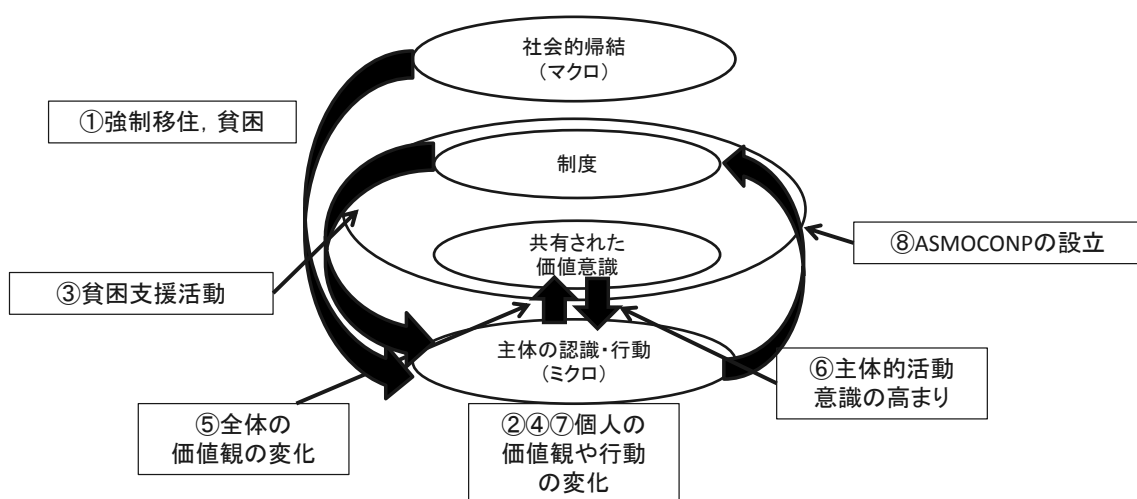 社会的帰結
（マクロ）
①強制移住，貧困
制度
共有された
価値意識
⑧ASMOCONPの設立
③貧困支援活動
主体の認識・行動
（ミクロ）
⑥主体的活動
意識の高まり
⑤全体の
価値観の変化
②④⑦個人の
価値観や行動
の変化